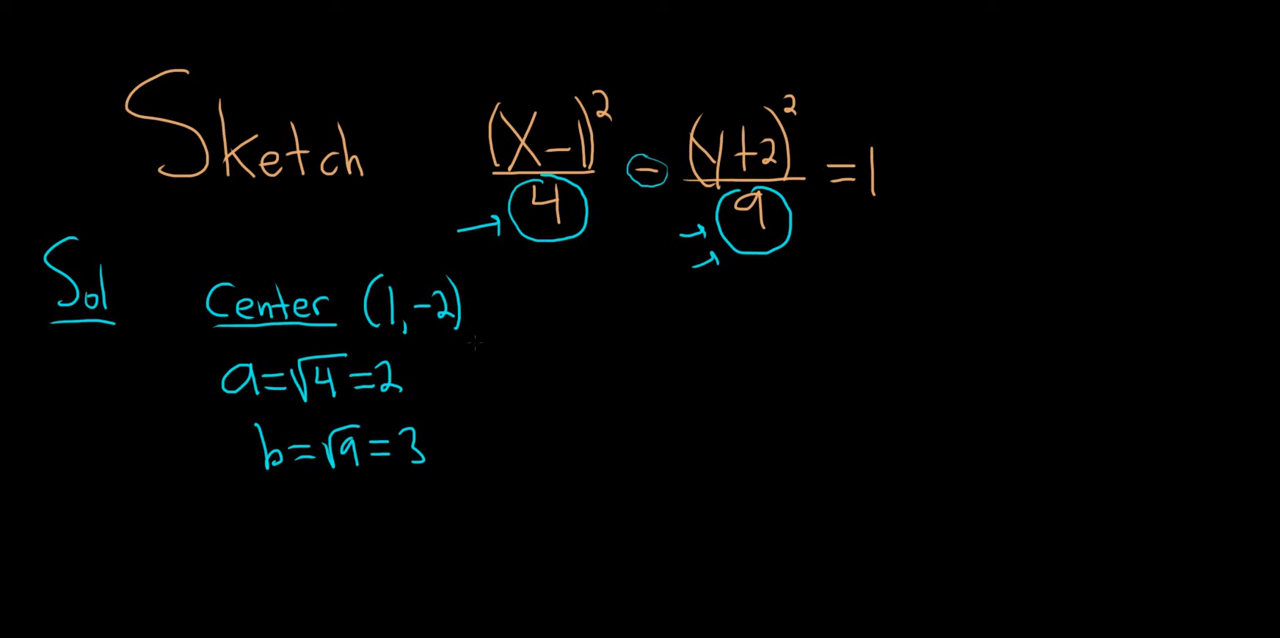 Sketch (x-1)²/4 - (y+2)²/9 = 1
Sol Center (1,-2)
a=√4=2
b=√9=3